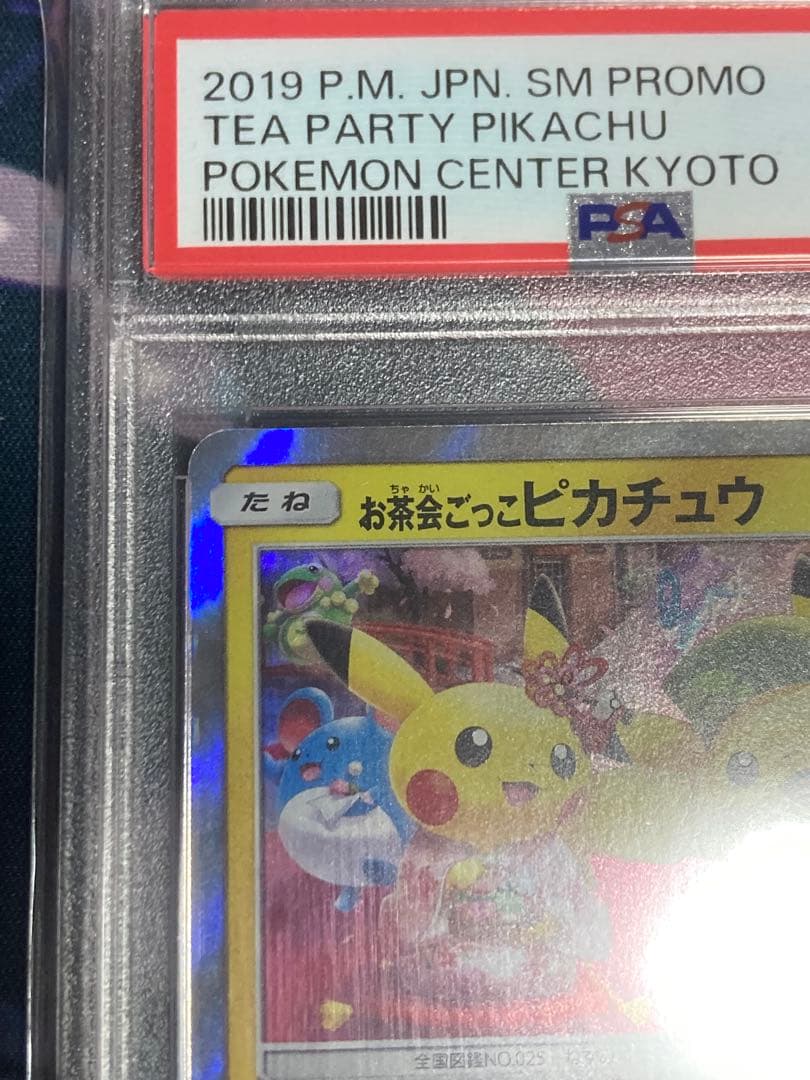 2019 P.M. JPN. SM PROMO
TEA PARTY PIKACHU
POKEMON CENTER KYOTO
PSA
たね
ちゃ かい
お茶会ごっこピカチュウ
全国図鑑NO.025